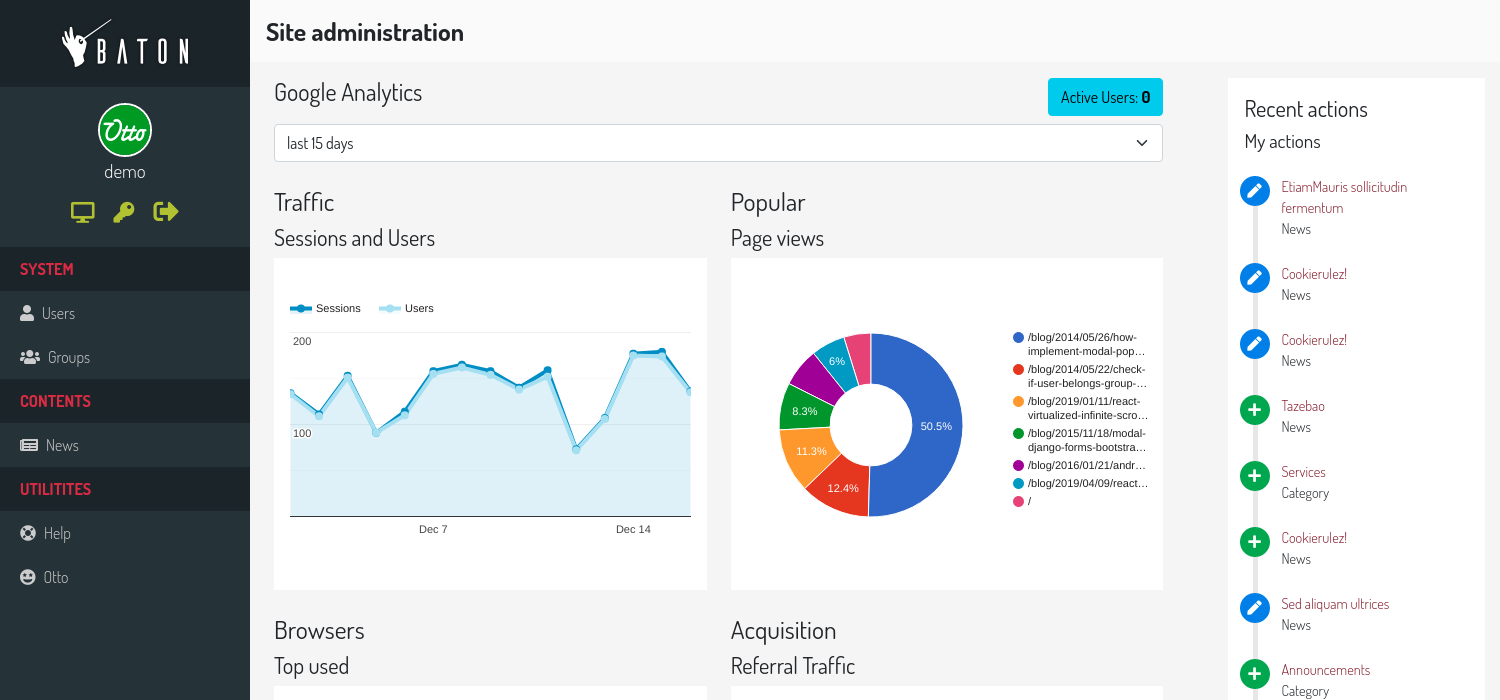 BATON
Otto
demo
SYSTEM
Users
Groups
CONTENTS
News
UTILITITES
Help
Otto
Site administration
Google Analytics
Active Users: 0
last 15 days
Traffic
Sessions and Users
Sessions
Users
200
100
Dec 7
Dec 14
Popular
Page views
6%
8.3%
11.3%
12.4%
50.5%
/blog/2014/05/26/how-
implement-modal-pop…
/blog/2014/05/22/check-
if-user-belongs-group-…
/blog/2019/01/11/react-
virtualized-infinite-scro…
/blog/2015/11/18/modal-
django-forms-bootstra…
/blog/2016/01/21/andr…
/blog/2019/04/09/react…
/
Browsers
Top used
Acquisition
Referral Traffic
Recent actions
My actions
EtiamMauris sollicitudin
fermentum
News
Cookierulez!
News
Cookierulez!
News
Tazebao
News
Services
Category
Cookierulez!
News
Sed aliquam ultrices
News
Announcements
Category